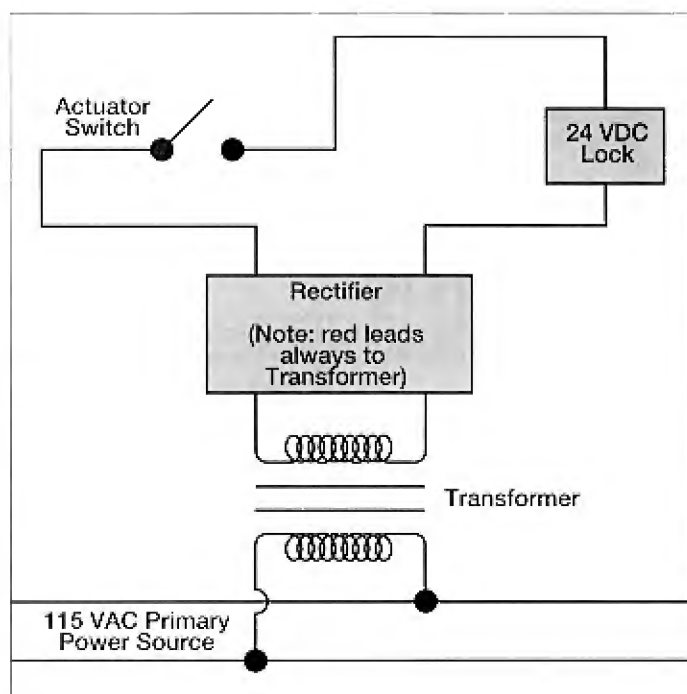 Actuator
Switch
24 VDC
Lock
Rectifier
(Note: red leads
always to
Transformer)
Transformer
115 VAC Primary
Power Source